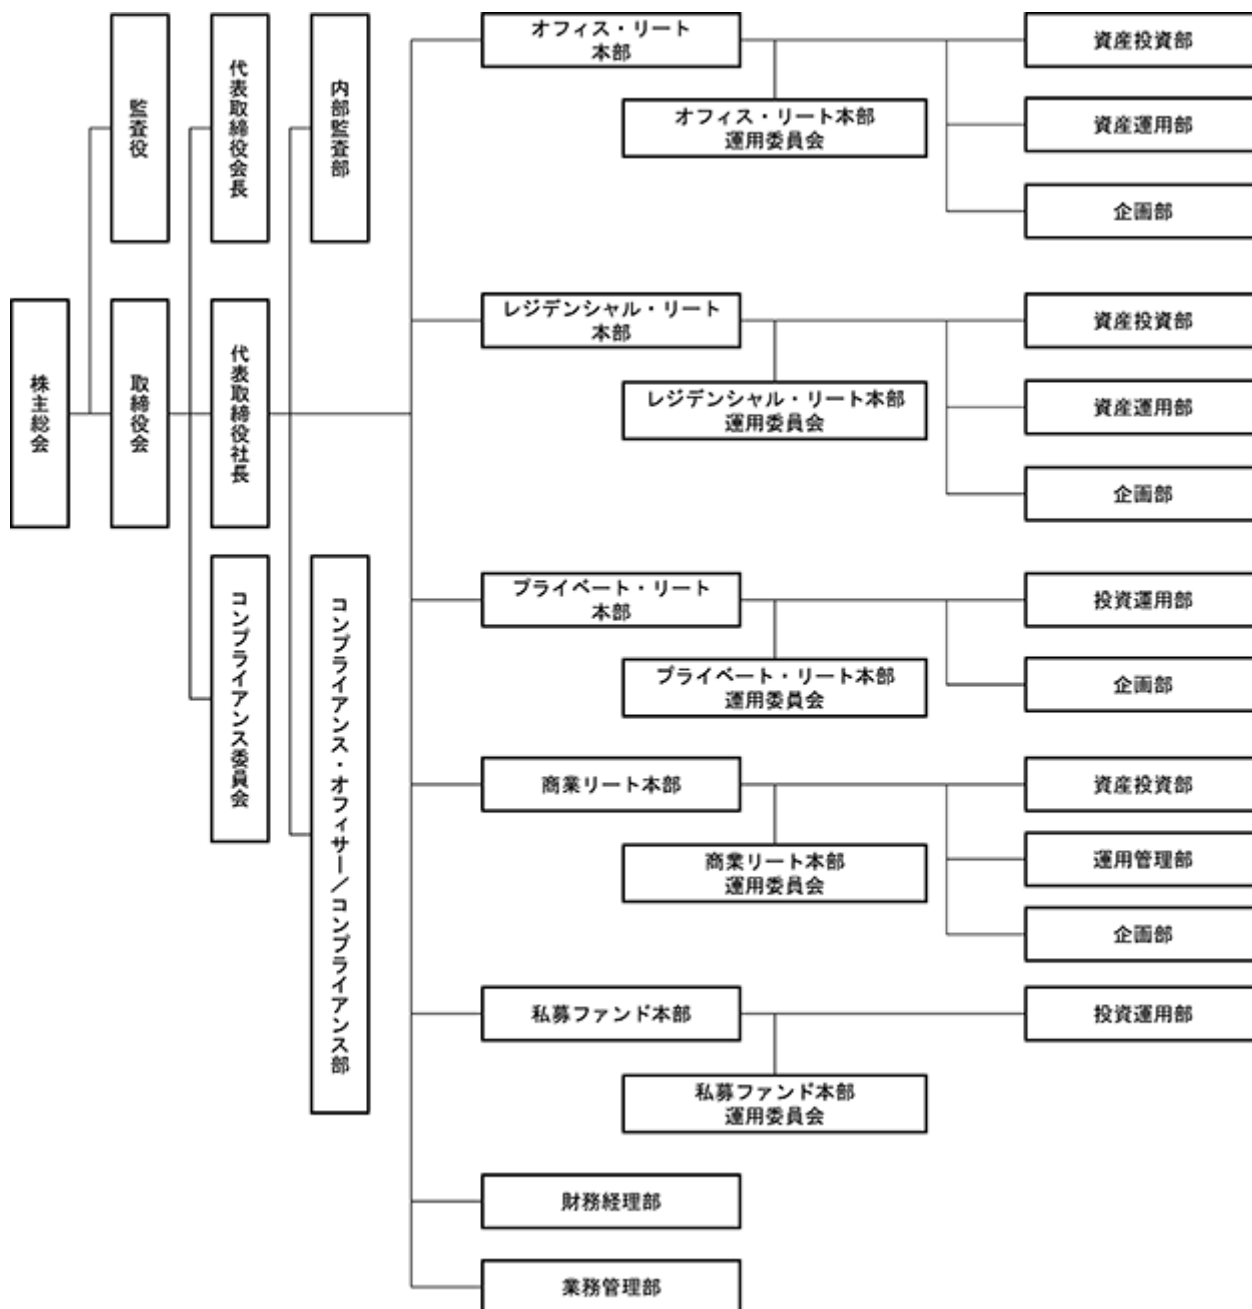 株主総会
監査役
取締役会
代表取締役会長
代表取締役社長
コンプライアンス委員会
内部監査部
コンプライアンス・オフィサー／コンプライアンス部
オフィス・リート
本部
オフィス・リート本部
運用委員会
資産投資部
資産運用部
企画部
レジデンシャル・リート
本部
レジデンシャル・リート本部
運用委員会
資産投資部
資産運用部
企画部
プライベート・リート
本部
プライベート・リート本部
運用委員会
投資運用部
企画部
商業リート本部
商業リート本部
運用委員会
資産投資部
運用管理部
企画部
私募ファンド本部
私募ファンド本部
運用委員会
投資運用部
財務経理部
業務管理部